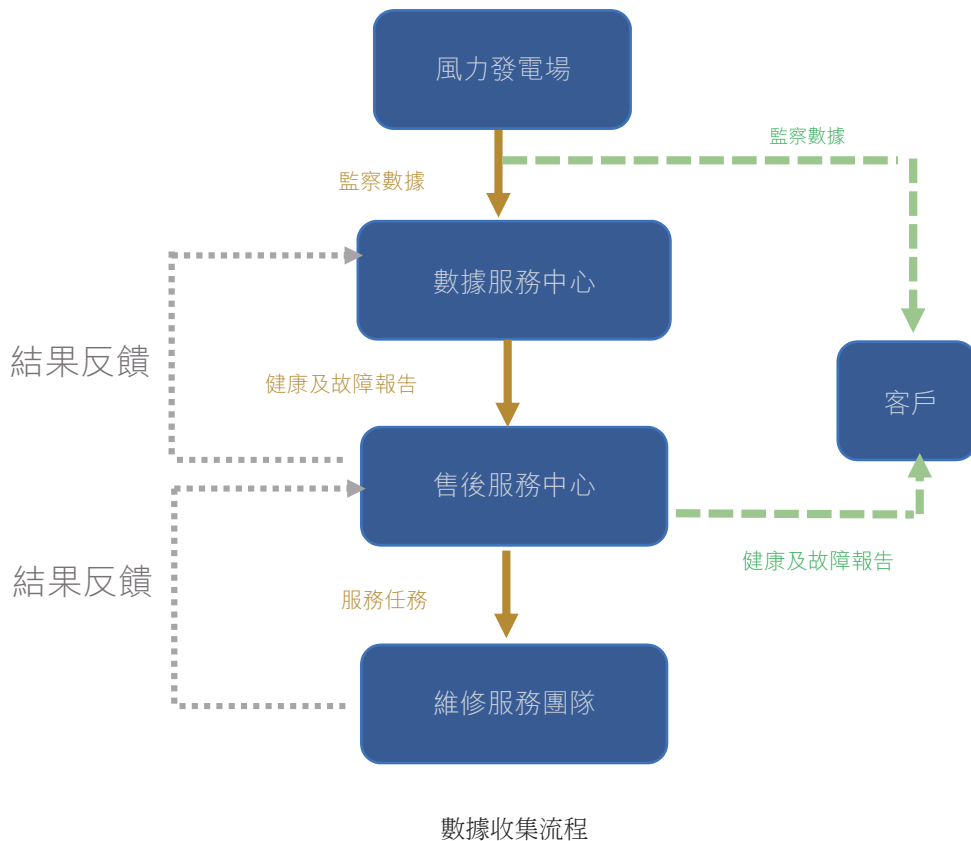 風力發電場
監察數據
監察數據
數據服務中心
結果反饋
健康及故障報告
客戶
售後服務中心
健康及故障報告
結果反饋
服務任務
維修服務團隊
數據收集流程